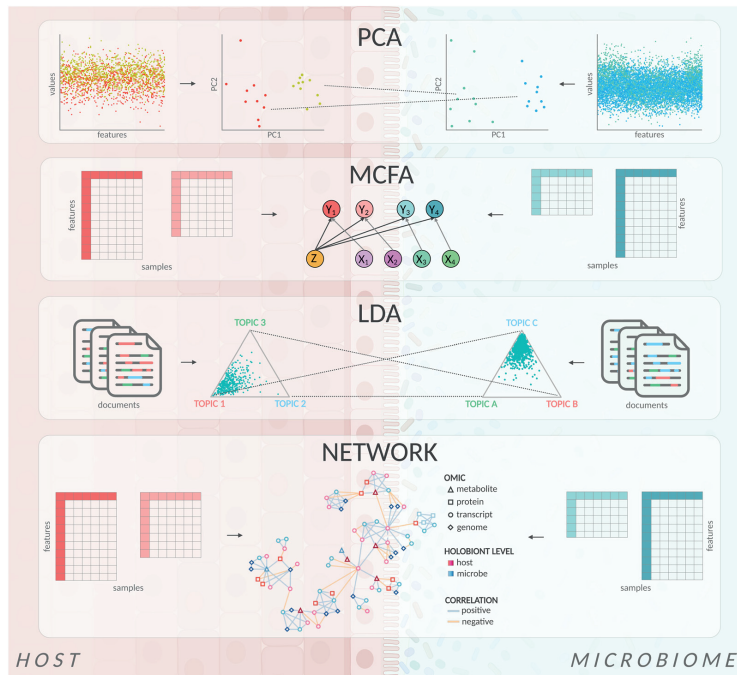 PCA
values
features
PC2
PC1
PC2
PC1
values
features
MCFA
features
samples
Y1
Y2
Y3
Y4
Z
X1
X2
X3
X4
features
samples
LDA
documents
TOPIC 3
TOPIC 1
TOPIC 2
TOPIC C
TOPIC A
TOPIC B
documents
NETWORK
features
samples
OMIC
metabolite
protein
transcript
genome
HOLOBIONT LEVEL
host
microbe
CORRELATION
positive
negative
features
samples
HOST
MICROBIOME